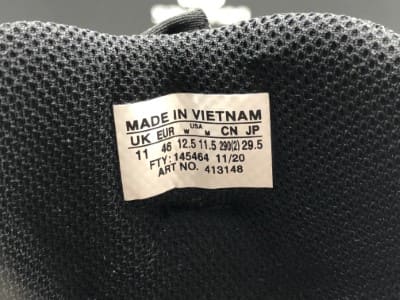 MADE IN VIETNAM
UK EUR W USA M CN JP
11 46 12.5 11.5 290(2) 29.5
FTY: 145464 11/20
ART NO. 413148